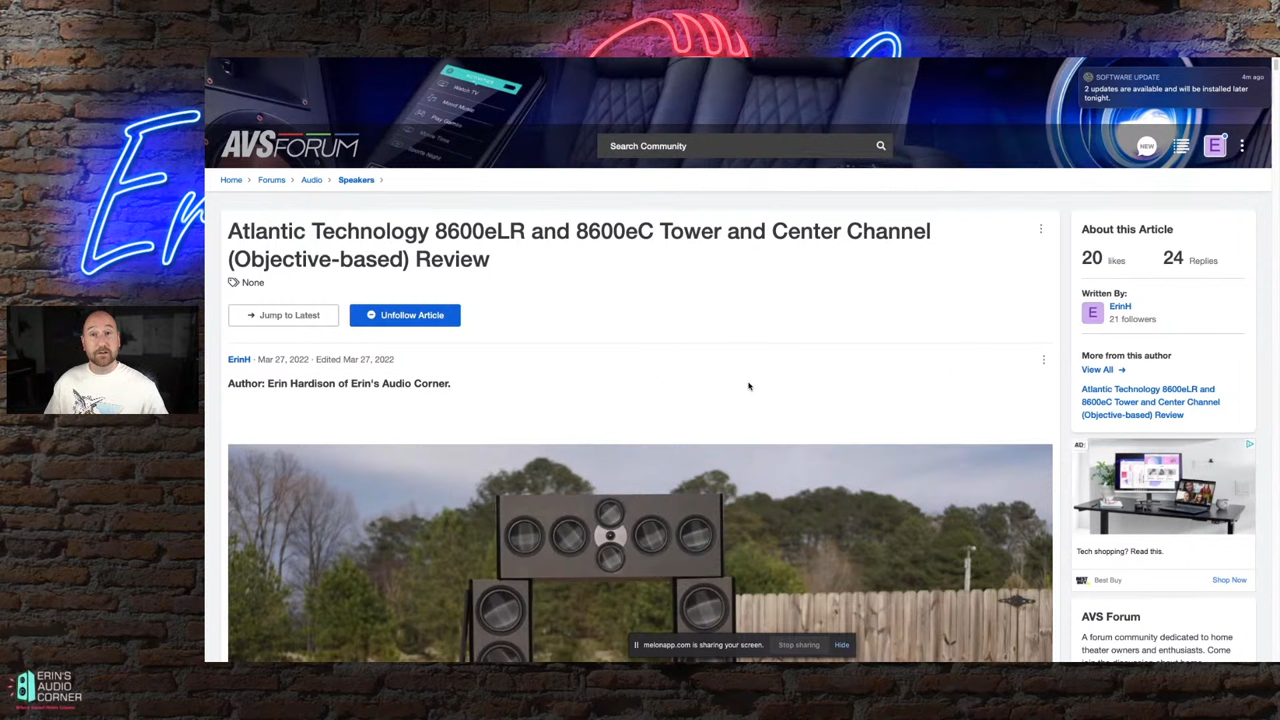 SOFTWARE UPDATE
4m ago
2 updates are available and will be installed later
tonight.
Watch TV
Play Games
AVSFORUM
Search Community
NEW
E
Home > Forums > Audio > Speakers >
Atlantic Technology 8600eLR and 8600eC Tower and Center Channel
(Objective-based) Review
None
→ Jump to Latest
Unfollow Article
ErinH · Mar 27, 2022 · Edited Mar 27, 2022
Author: Erin Hardison of Erin's Audio Corner.
About this Article
20 likes
24 Replies
Written By:
E
ErinH
21 followers
More from this author
View All →
Atlantic Technology 8600eLR and
8600eC Tower and Center Channel
(Objective-based) Review
AD:
Tech shopping? Read this.
Best Buy
Shop Now
AVS Forum
A forum community dedicated to home
theater owners and enthusiasts. Come
melonapp.com is sharing your screen.
Stop sharing
Hide
ERIN'S
AUDIO
CORNER